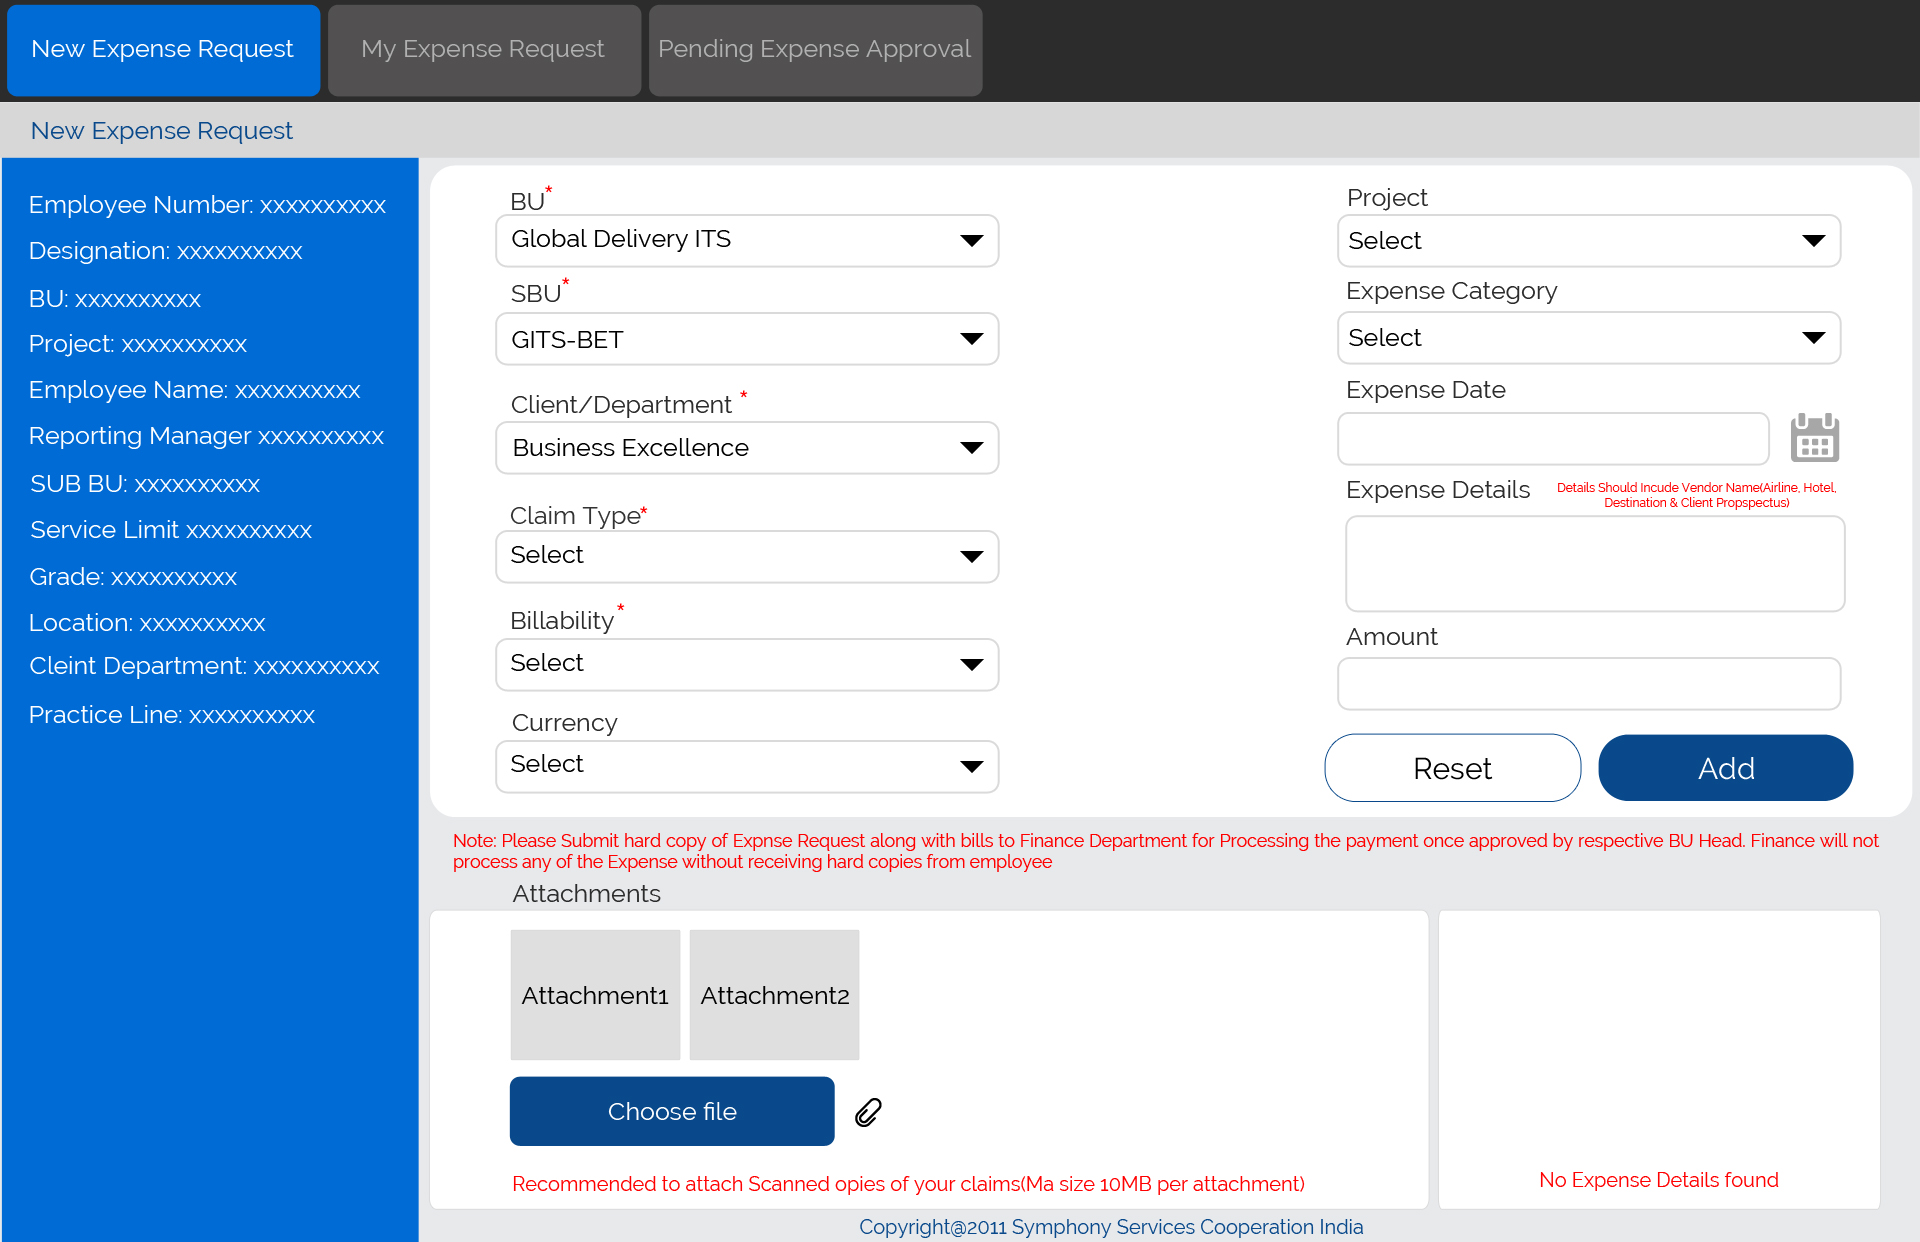 New Expense Request
My Expense Request
Pending Expense Approval
New Expense Request
Employee Number: xxxxxxxxxx
Designation: xxxxxxxxxx
BU: xxxxxxxxxx
Project: xxxxxxxxxx
Employee Name: xxxxxxxxxx
Reporting Manager xxxxxxxxxx
SUB BU: xxxxxxxxxx
Service Limit xxxxxxxxxx
Grade: xxxxxxxxxx
Location: xxxxxxxxxx
Cleint Department: xxxxxxxxxx
Practice Line: xxxxxxxxxx
BU*
Global Delivery ITS
SBU*
GITS-BET
Client/Department *
Business Excellence
Claim Type*
Select
Billability*
Select
Currency
Select
Project
Select
Expense Category
Select
Expense Date
Expense Details
Details Should Incude Vendor Name(Airline, Hotel,
Destination & Client Propspectus)
Amount
Reset
Add
Note: Please Submit hard copy of Expnse Request along with bills to Finance Department for Processing the payment once approved by respective BU Head. Finance will not
process any of the Expense without receiving hard copies from employee
Attachments
Attachment1
Attachment2
Choose file
Recommended to attach Scanned opies of your claims(Ma size 10MB per attachment)
No Expense Details found
Copyright@2011 Symphony Services Cooperation India